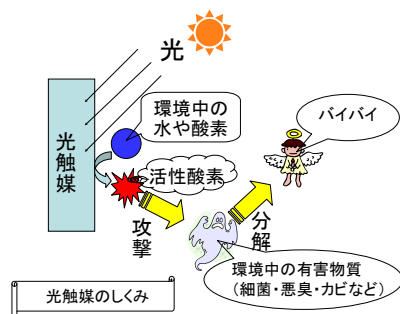 光
光触媒
環境中の
水や酸素
バイバイ
活性酸素
攻撃
分解
環境中の有害物質
（細菌・悪臭・カビなど）
光触媒のしくみ